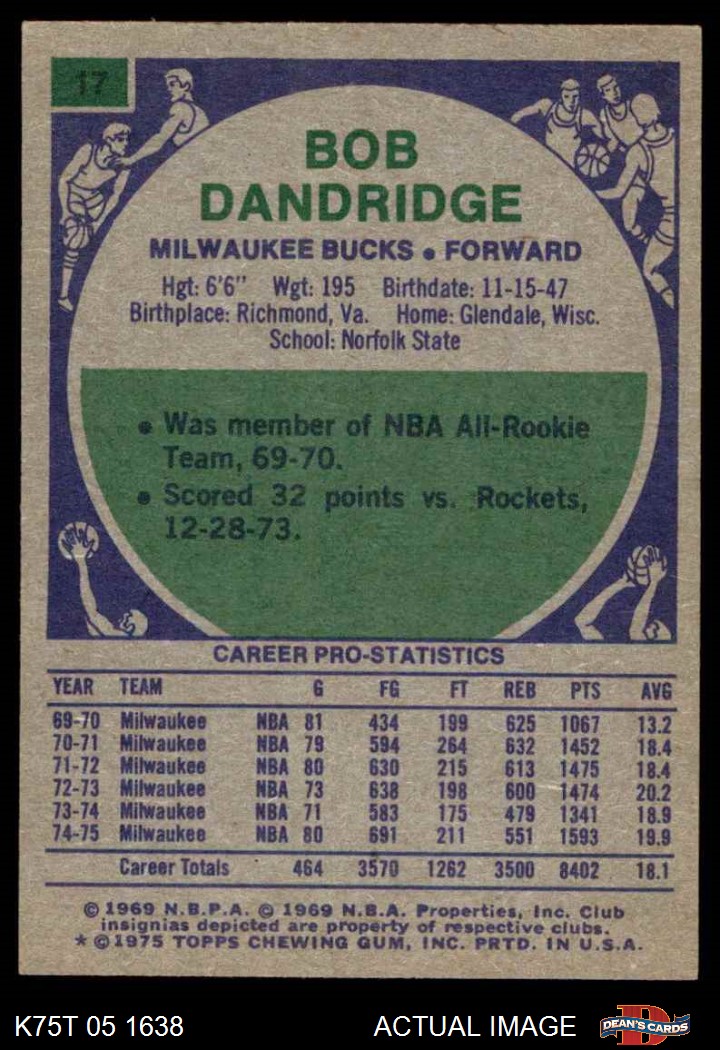 17
BOB
DANDRIDGE
MILWAUKEE BUCKS • FORWARD
Hgt: 6'6" Wgt: 195 Birthdate: 11-15-47
Birthplace: Richmond, Va. Home: Glendale, Wisc.
School: Norfolk State
• Was member of NBA All-Rookie
Team, 69-70.
• Scored 32 points vs. Rockets,
12-28-73.
CAREER PRO-STATISTICS
YEAR TEAM G FG FT REB PTS AVG
69-70 Milwaukee NBA 81 434 199 625 1067 13.2
70-71 Milwaukee NBA 79 594 264 632 1452 18.4
71-72 Milwaukee NBA 80 630 215 613 1475 18.4
72-73 Milwaukee NBA 73 638 198 600 1474 20.2
73-74 Milwaukee NBA 71 583 175 479 1341 18.9
74-75 Milwaukee NBA 80 691 211 551 1593 19.9
Career Totals 464 3570 1262 3500 8402 18.1
© 1969 N.B.P.A. © 1969 N.B.A. Properties, Inc. Club
insignias depicted are property of respective clubs.
* © 1975 TOPPS CHEWING GUM, INC. PRTD. IN U.S.A.
K75T 05 1638 ACTUAL IMAGE DEAN'S CARDS